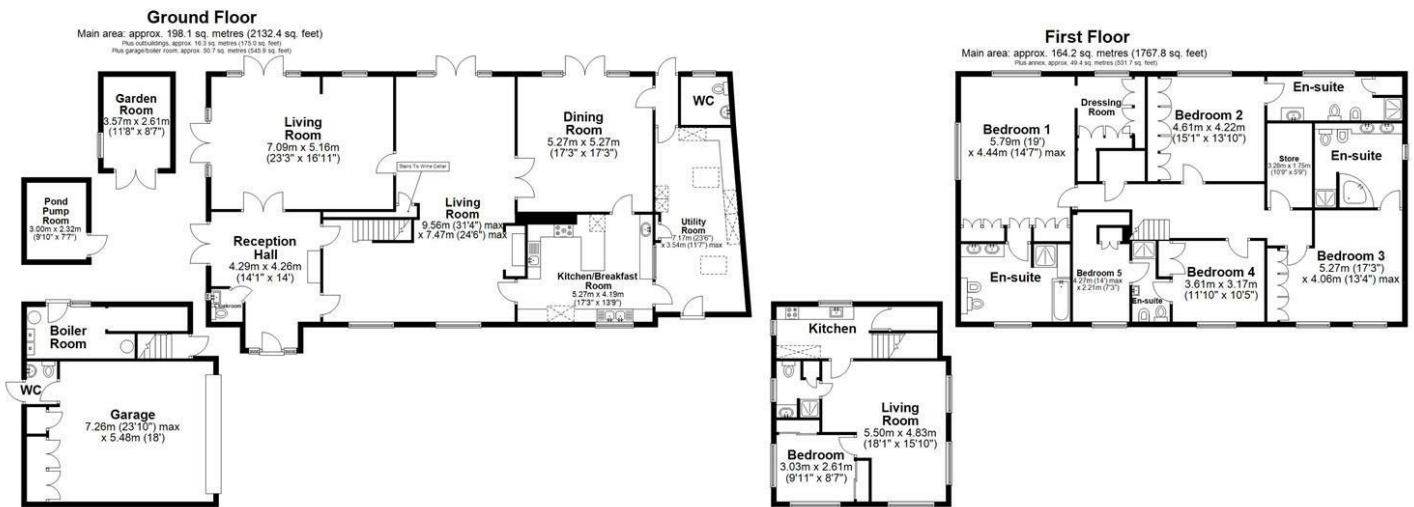 Ground Floor
Main area: approx. 198.1 sq. metres (2132.4 sq. feet)
Plus outbuildings, approx. 16.3 sq. metres (175.0 sq. feet)
Plus garage/boiler room, approx. 50.7 sq. metres (545.9 sq. feet)
Garden
Room
3.57m x 2.61m
(11'8" x 8'7")
Pond
Pump
Room
3.00m x 2.32m
(9'10" x 7'7")
Living
Room
7.09m x 5.16m
(23'3" x 16'11")
Stairs To Wine Cellar
Living
Room
9.56m (31'4") max
x 7.47m (24'6") max
Dining
Room
5.27m x 5.27m
(17'3" x 17'3")
WC
Utility
Room
7.17m (23'6")
x 3.54m (11'7") max
Reception
Hall
4.29m x 4.26m
(14'1" x 14')
Cloakroom
Kitchen/Breakfast
Room
5.27m x 4.19m
(17'3" x 13'9")
Boiler
Room
WC
Garage
7.26m (23'10") max
x 5.48m (18')
First Floor
Main area: approx. 164.2 sq. metres (1767.8 sq. feet)
Plus annex, approx. 49.4 sq. metres (531.7 sq. feet)
Bedroom 1
5.79m (19')
x 4.44m (14'7") max
Dressing
Room
Bedroom 2
4.61m x 4.22m
(15'1" x 13'10")
En-suite
Store
3.28m x 1.75m
(10'9" x 5'9")
En-suite
En-suite
Bedroom 5
4.27m (14') max
x 2.21m (7'3")
En-suite
Bedroom 4
3.61m x 3.17m
(11'10" x 10'5")
Bedroom 3
5.27m (17'3")
x 4.06m (13'4") max
Kitchen
Living
Room
5.50m x 4.83m
(18'1" x 15'10")
Bedroom
3.03m x 2.61m
(9'11" x 8'7")